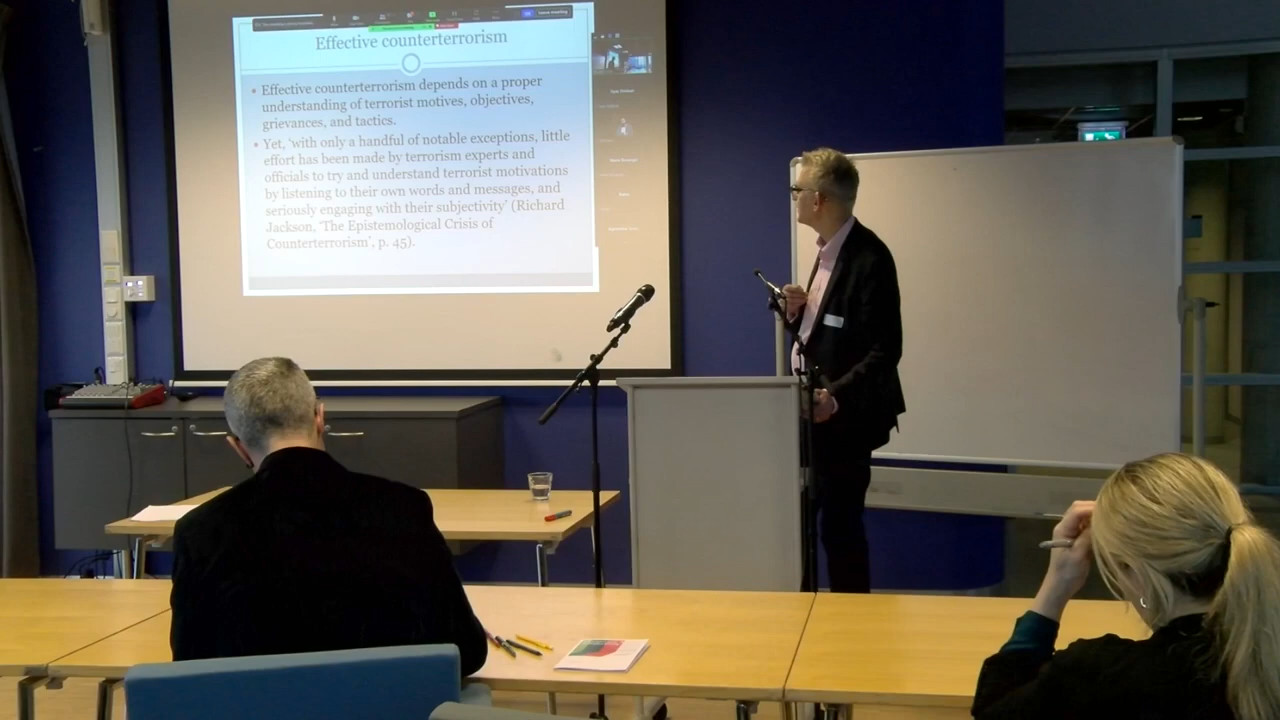 Effective counterterrorism
• Effective counterterrorism depends on a proper
understanding of terrorist motives, objectives,
grievances, and tactics.
• Yet, 'with only a handful of notable exceptions, little
effort has been made by terrorism experts and
officials to try and understand terrorist motivations
by listening to their own words and messages, and
seriously engaging with their subjectivity' (Richard
Jackson, 'The Epistemological Crisis of
Counterterrorism', p. 45).